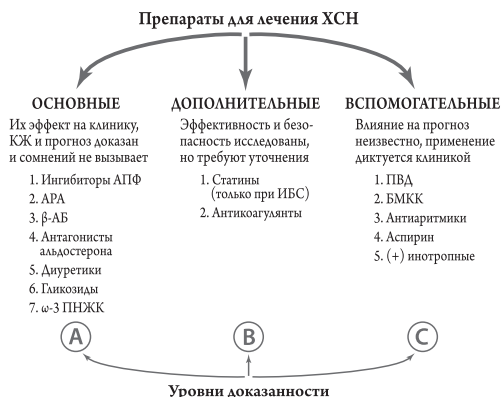 Препараты для лечения ХСН
ОСНОВНЫЕ
Их эффект на клинику,
КЖ и прогноз доказан
и сомнений не вызывает
1. Ингибиторы АПФ
2. АРА
3. β-АБ
4. Антагонисты
альдостерона
5. Диуретики
6. Гликозиды
7. ω-3 ПНЖК
ДОПОЛНИТЕЛЬНЫЕ
Эффективность и безо-
пасность исследованы,
но требуют уточнения
1. Статины
(только при ИБС)
2. Антикоагулянты
ВСПОМОГАТЕЛЬНЫЕ
Влияние на прогноз
неизвестно, применение
диктуется клиникой
1. ПВД
2. БМКК
3. Антиаритмики
4. Аспирин
5. (+) инотропные
A
B
C
Уровни доказанности